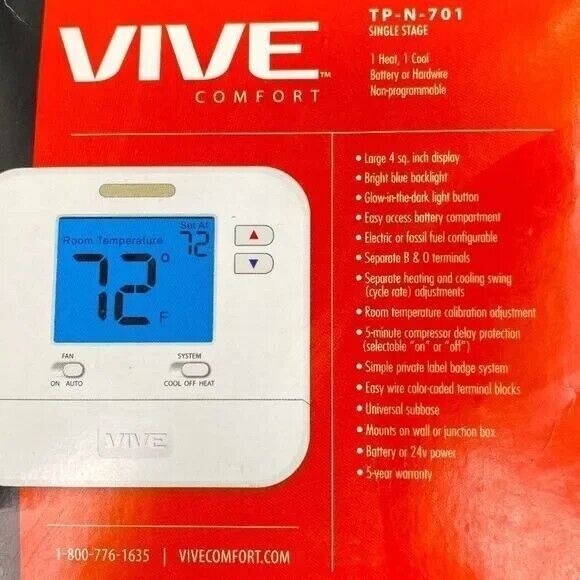 VIVE™
COMFORT
TP-N-701
SINGLE STAGE
1 Heat, 1 Cool
Battery or Hardwire
Non-programmable
• Large 4 sq. inch display
• Bright blue backlight
• Glow-in-the-dark light button
• Easy access battery compartment
• Electric or fossil fuel configurable
• Separate B & O terminals
• Separate heating and cooling swing
(cycle rate) adjustments
• Room temperature calibration adjustment
• 5-minute compressor delay protection
(selectable "on" or "off")
• Simple private label badge system
• Easy wire color-coded terminal blocks
• Universal subbase
• Mounts on wall or junction box
• Battery or 24v power
• 5-year warranty
Set At
Room Temperature 72
72°F
FAN
ON AUTO
SYSTEM
COOL OFF HEAT
VIVE
1-800-776-1635 | VIVECOMFORT.COM